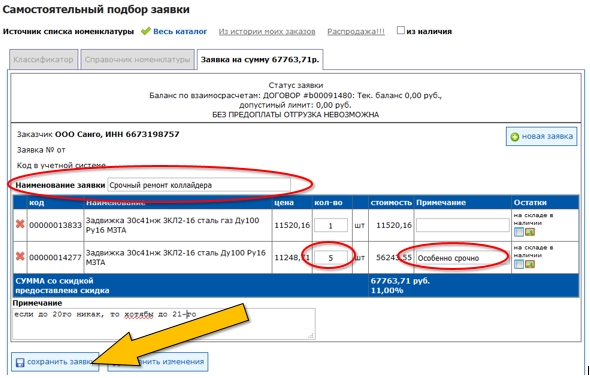 Самостоятельный подбор заявки
Источник списка номенклатуры Весь каталог Из истории моих заказов Распродажа!!! из наличия
Классификатор Справочник номенклатуры Заявка на сумму 67763,71р.
Статус заявки
Баланс по взаиморасчетам: ДОГОВОР #b00091480: Тек. баланс 0,00 руб.,
допустимый лимит: 0,00 руб.
БЕЗ ПРЕДОПЛАТЫ ОТГРУЗКА НЕВОЗМОЖНА
Заказчик ООО Санго, ИНН 6673198757
новая заявка
Заявка № от
Код в учетной системе
Наименование заявки Срочный ремонт коллайдера
код Наименование цена кол-во стоимость Примечание Остатки
00000013833 Задвижка 30с41нж ЗКЛ2-16 сталь газ Ду100 Ру16 МЗТА 11520,16 1 шт 11520,16 на складе в наличии
00000014277 Задвижка 30с41нж ЗКЛ2-16 сталь Ду100 Ру16 МЗТА 11248,71 5 шт 56243,55 Особенно срочно на складе в наличии
СУММА со скидкой 67763,71 руб.
предоставлена скидка 11,00%
Примечание
если до 20го никак, то хотябы до 21-го
сохранить заявку изменения